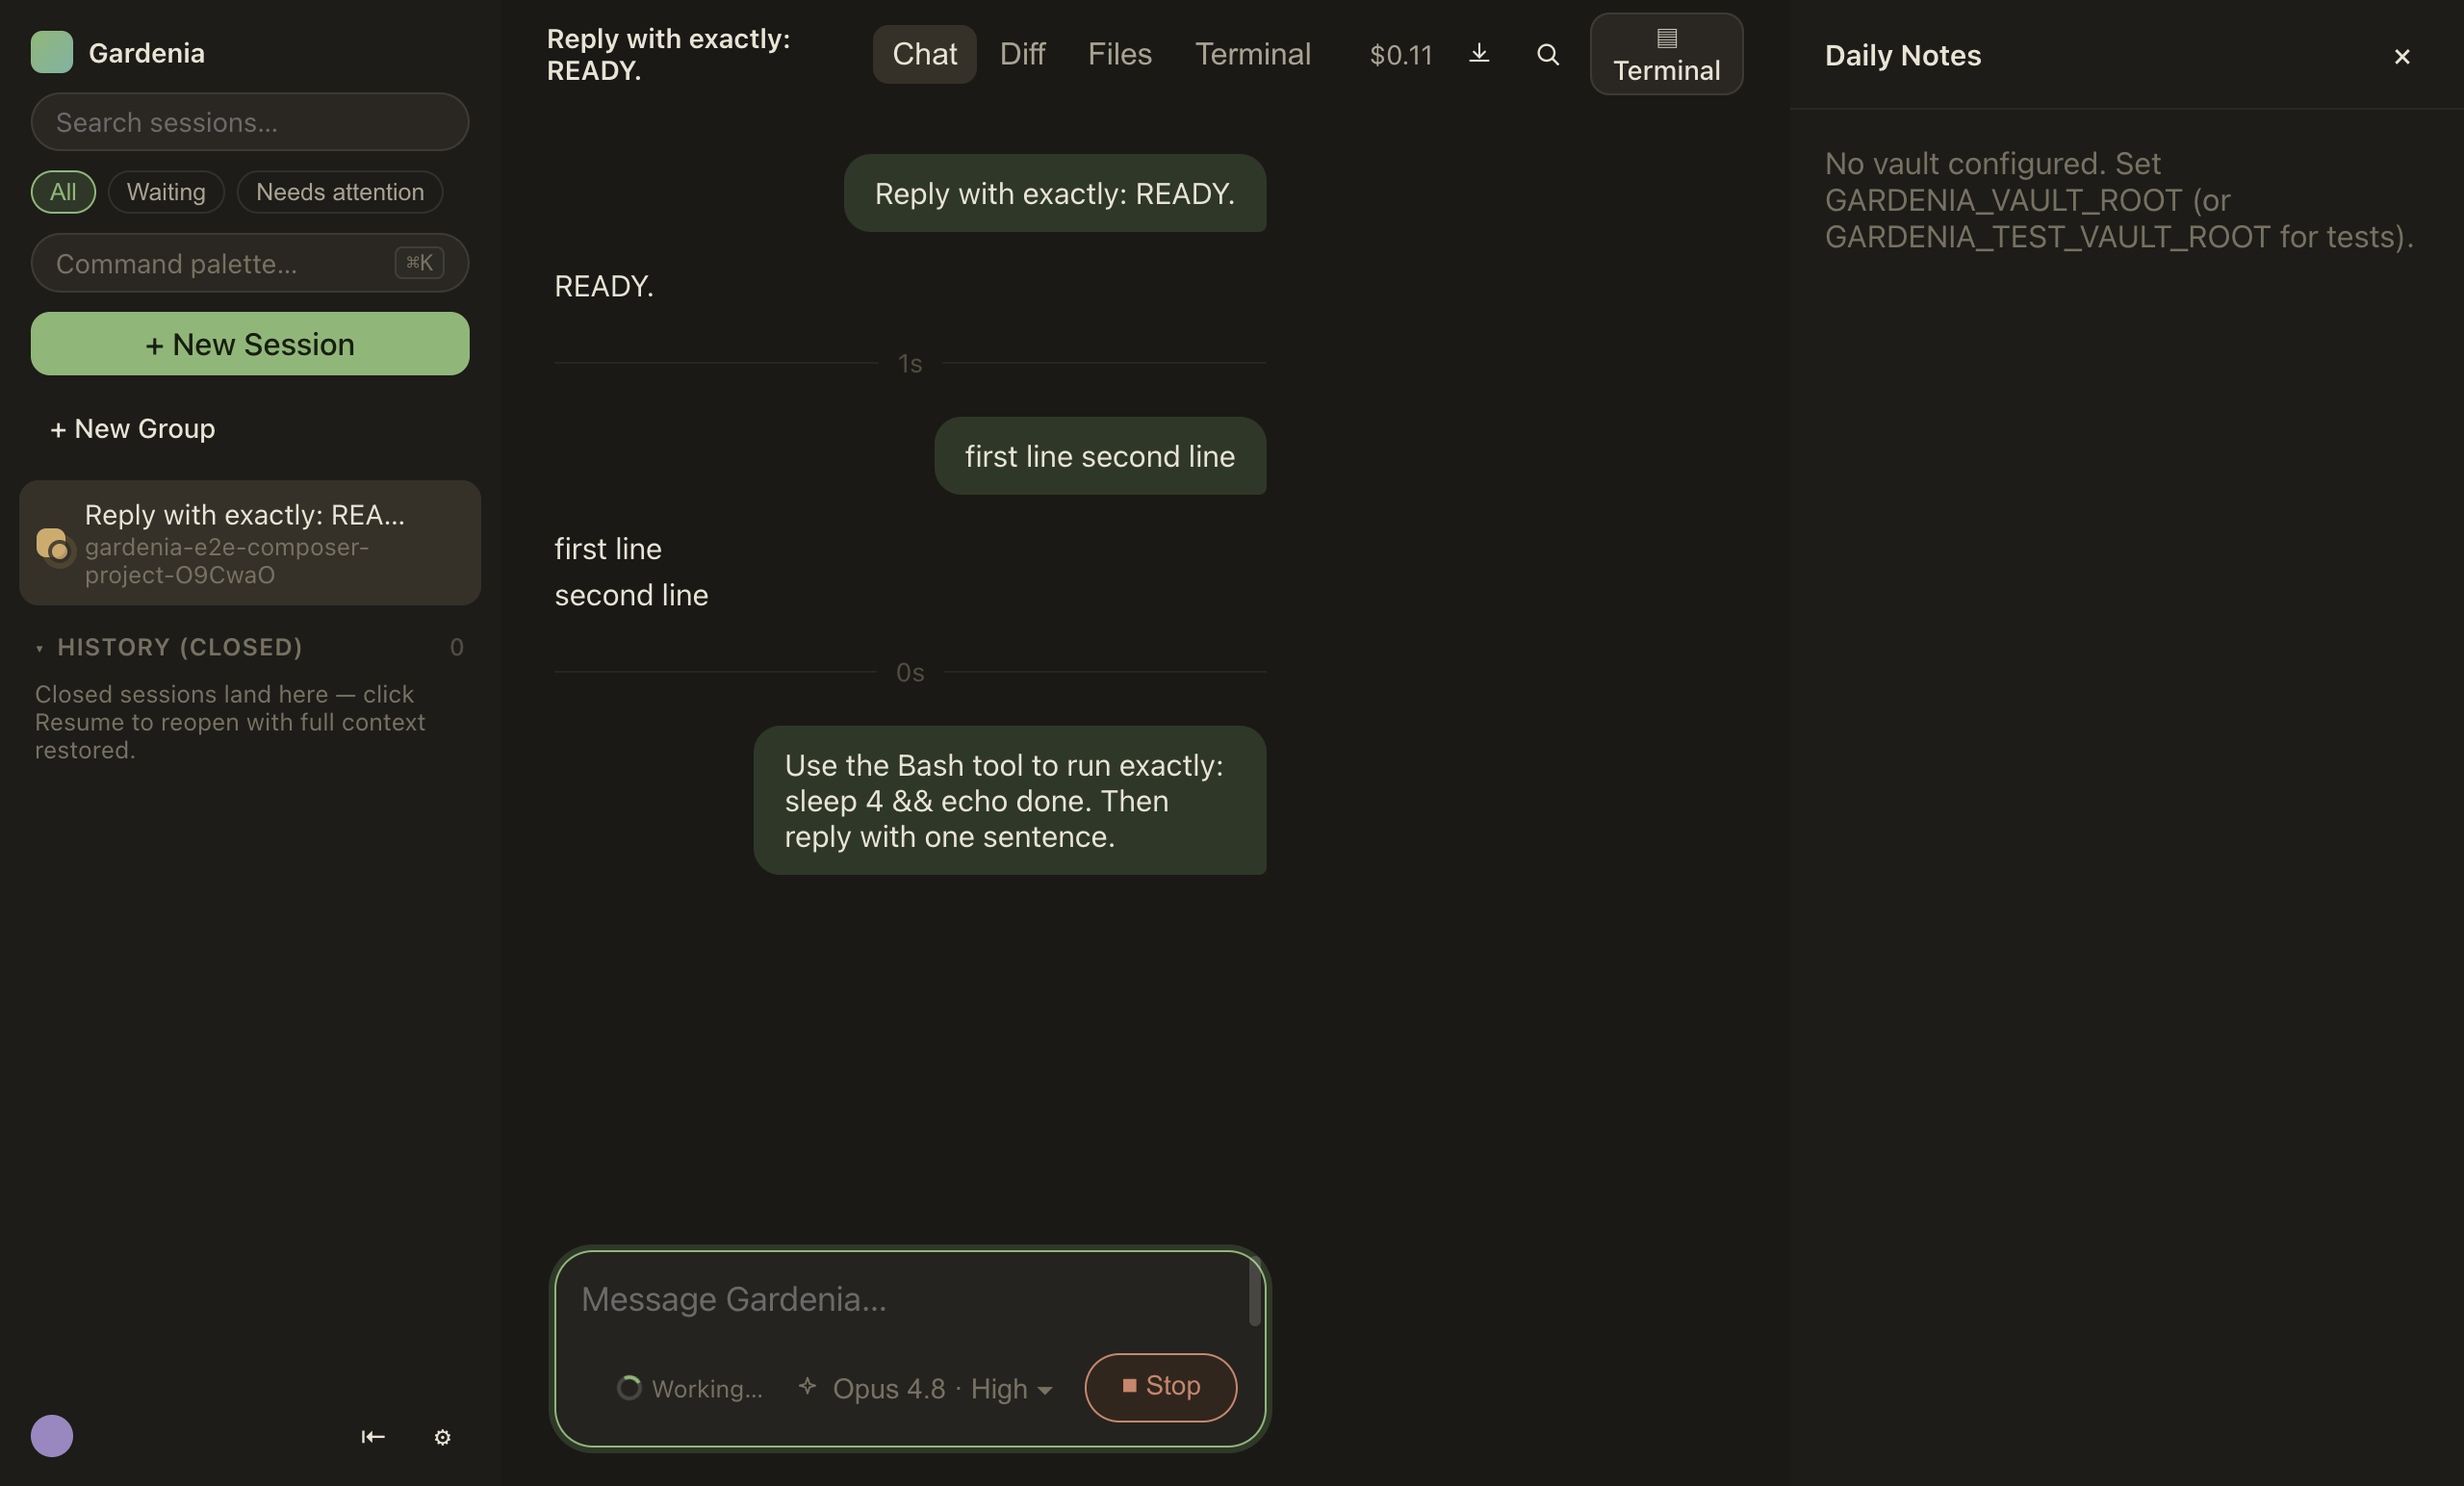 Gardenia
Search sessions...
All
Waiting
Needs attention
Command palette...
⌘K
+ New Session
+ New Group
Reply with exactly: REA...
gardenia-e2e-composer-
project-O9CwaO
HISTORY (CLOSED)
0
Closed sessions land here — click
Resume to reopen with full context
restored.
Reply with exactly:
READY.
Chat
Diff
Files
Terminal
$0.11
Terminal
Reply with exactly: READY.
READY.
1s
first line second line
first line
second line
0s
Use the Bash tool to run exactly:
sleep 4 && echo done. Then
reply with one sentence.
Message Gardenia...
Working...
Opus 4.8 · High
Stop
Daily Notes
No vault configured. Set
GARDENIA_VAULT_ROOT (or
GARDENIA_TEST_VAULT_ROOT for tests).